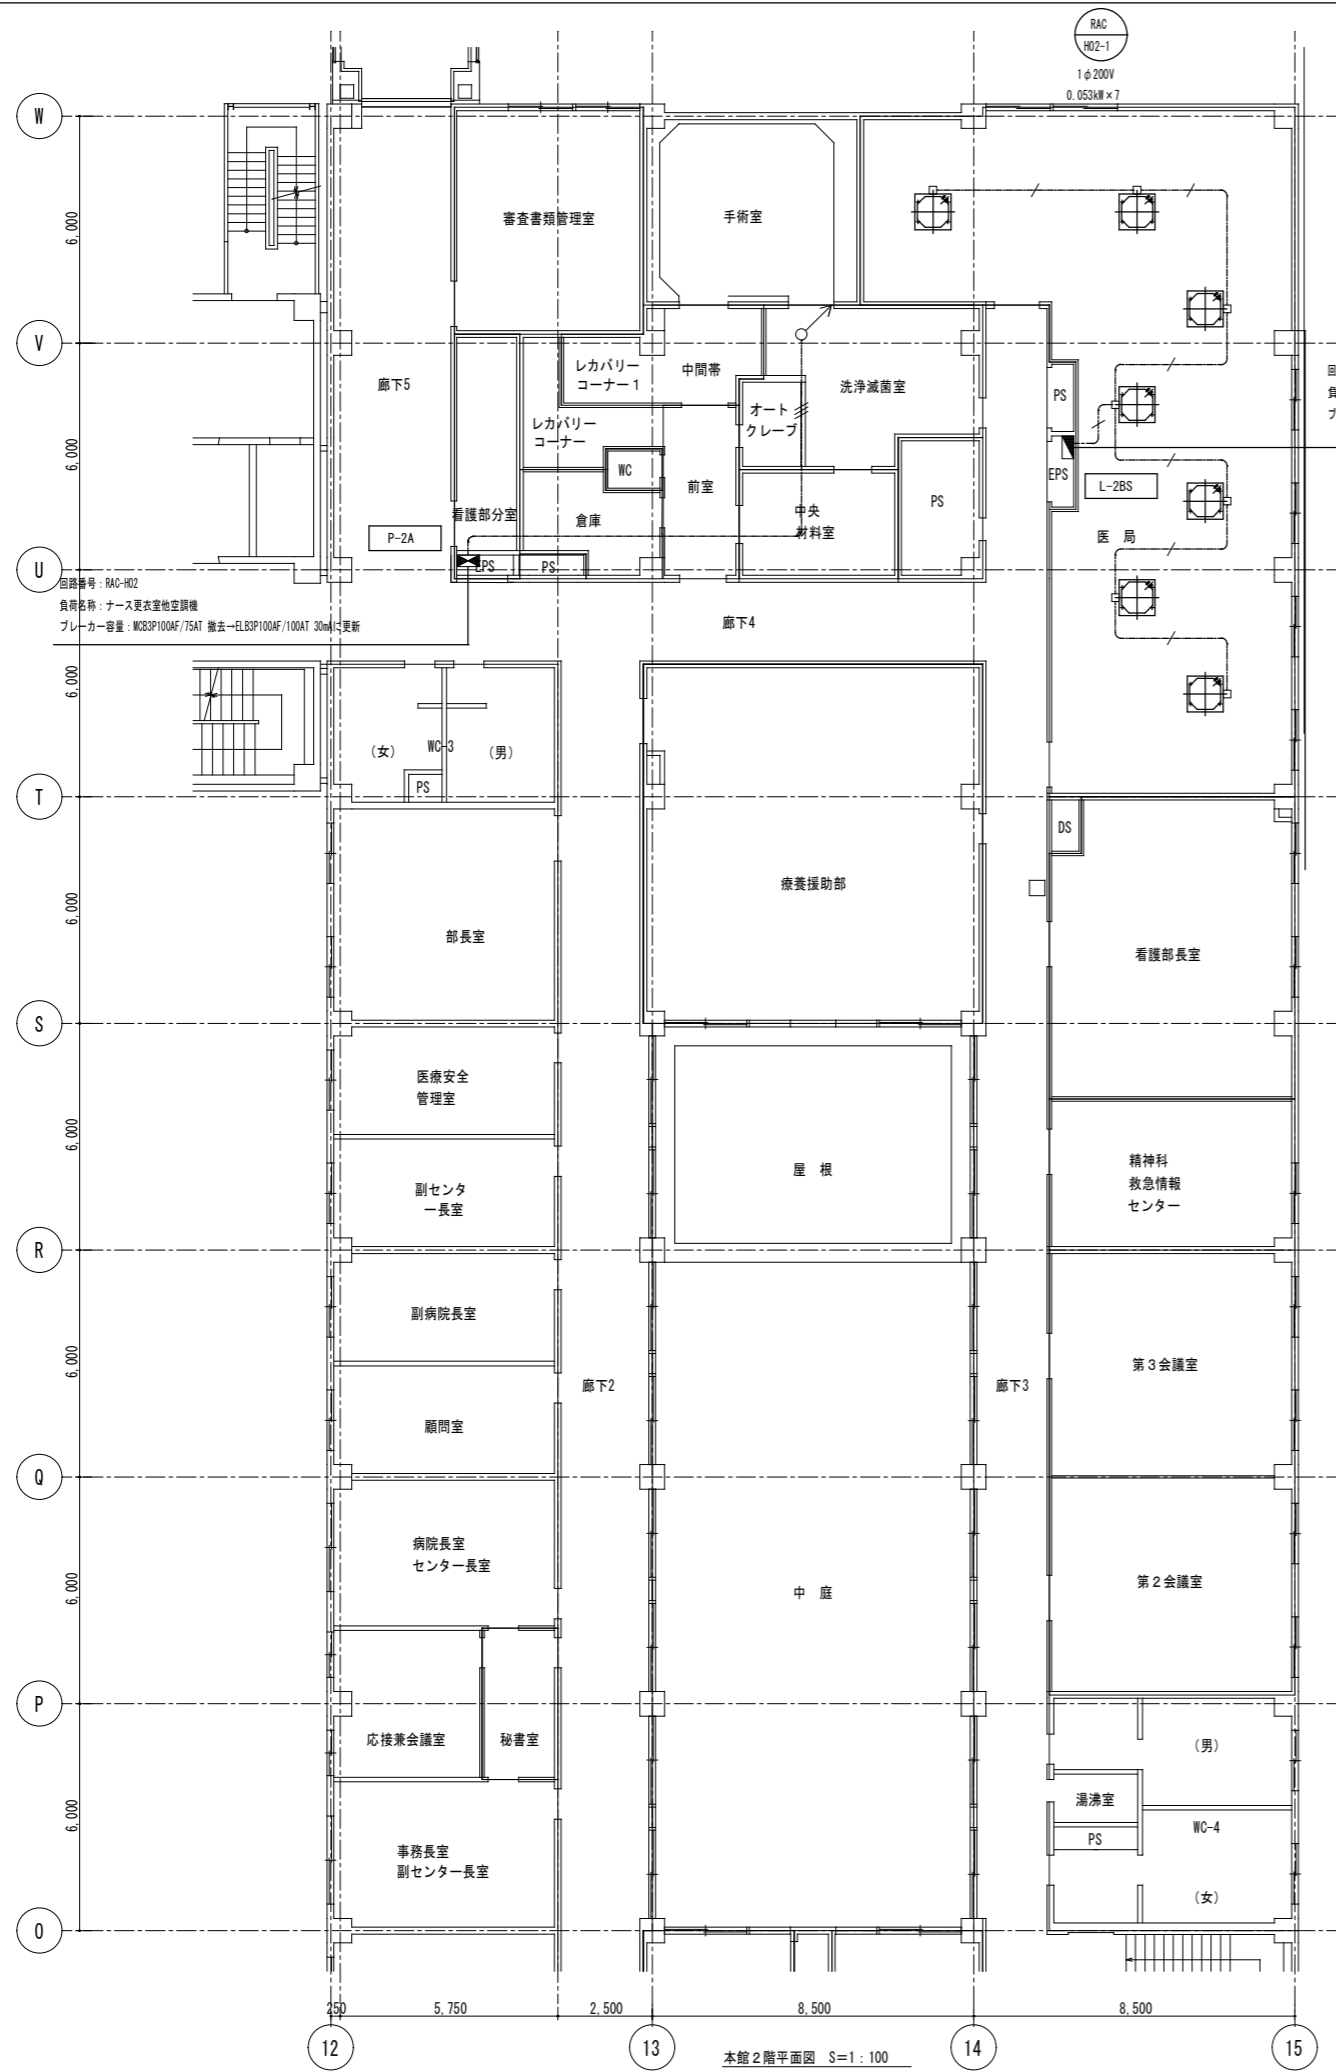 RAC
H02-1
1φ200V
0.053kW×7
W
6,000
審査書類管理室
手術室
V
廊下5
レカバリー
コーナー1
中間帯
洗浄滅菌室
PS
オート
クレーブ
レカバリー
コーナー
WC
前室
EPS
L-2BS
PS
6,000
看護部分室
倉庫
中央
材料室
医 局
P-2A
U
EPS
PS
回路番号：RAC-H02
負荷名称：ナース更衣室他空調機
ブレーカー容量：MCB3P100AF/75AT 撤去→ELB3P100AF/100AT 30mAに更新
廊下4
6,000
(女)
WC-3
(男)
PS
T
DS
療養援助部
6,000
部長室
看護部長室
S
医療安全
管理室
6,000
屋 根
精神科
救急情報
センター
副センタ
ー長室
R
副病院長室
6,000
第3会議室
廊下2
廊下3
顧問室
Q
病院長室
センター長室
6,000
中 庭
第2会議室
P
応接兼会議室
秘書室
(男)
湯沸室
6,000
WC-4
PS
事務長室
副センター長室
(女)
O
250
5,750
2,500
8,500
8,500
12
13
14
15
本館2階平面図 S=1：100